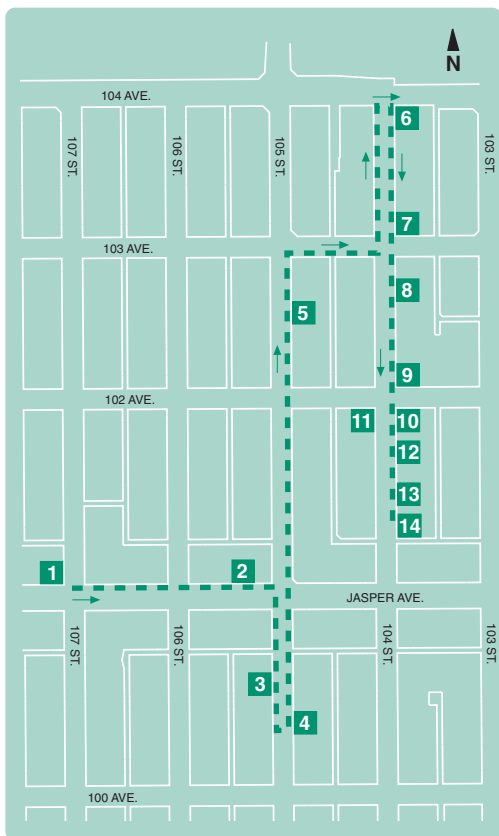 N
104 AVE.
6
107 ST.
106 ST.
105 ST.
103 ST.
7
103 AVE.
8
5
9
102 AVE.
11
10
12
13
14
1
2
JASPER AVE.
107 ST.
106 ST.
104 ST.
103 ST.
3
4
100 AVE.